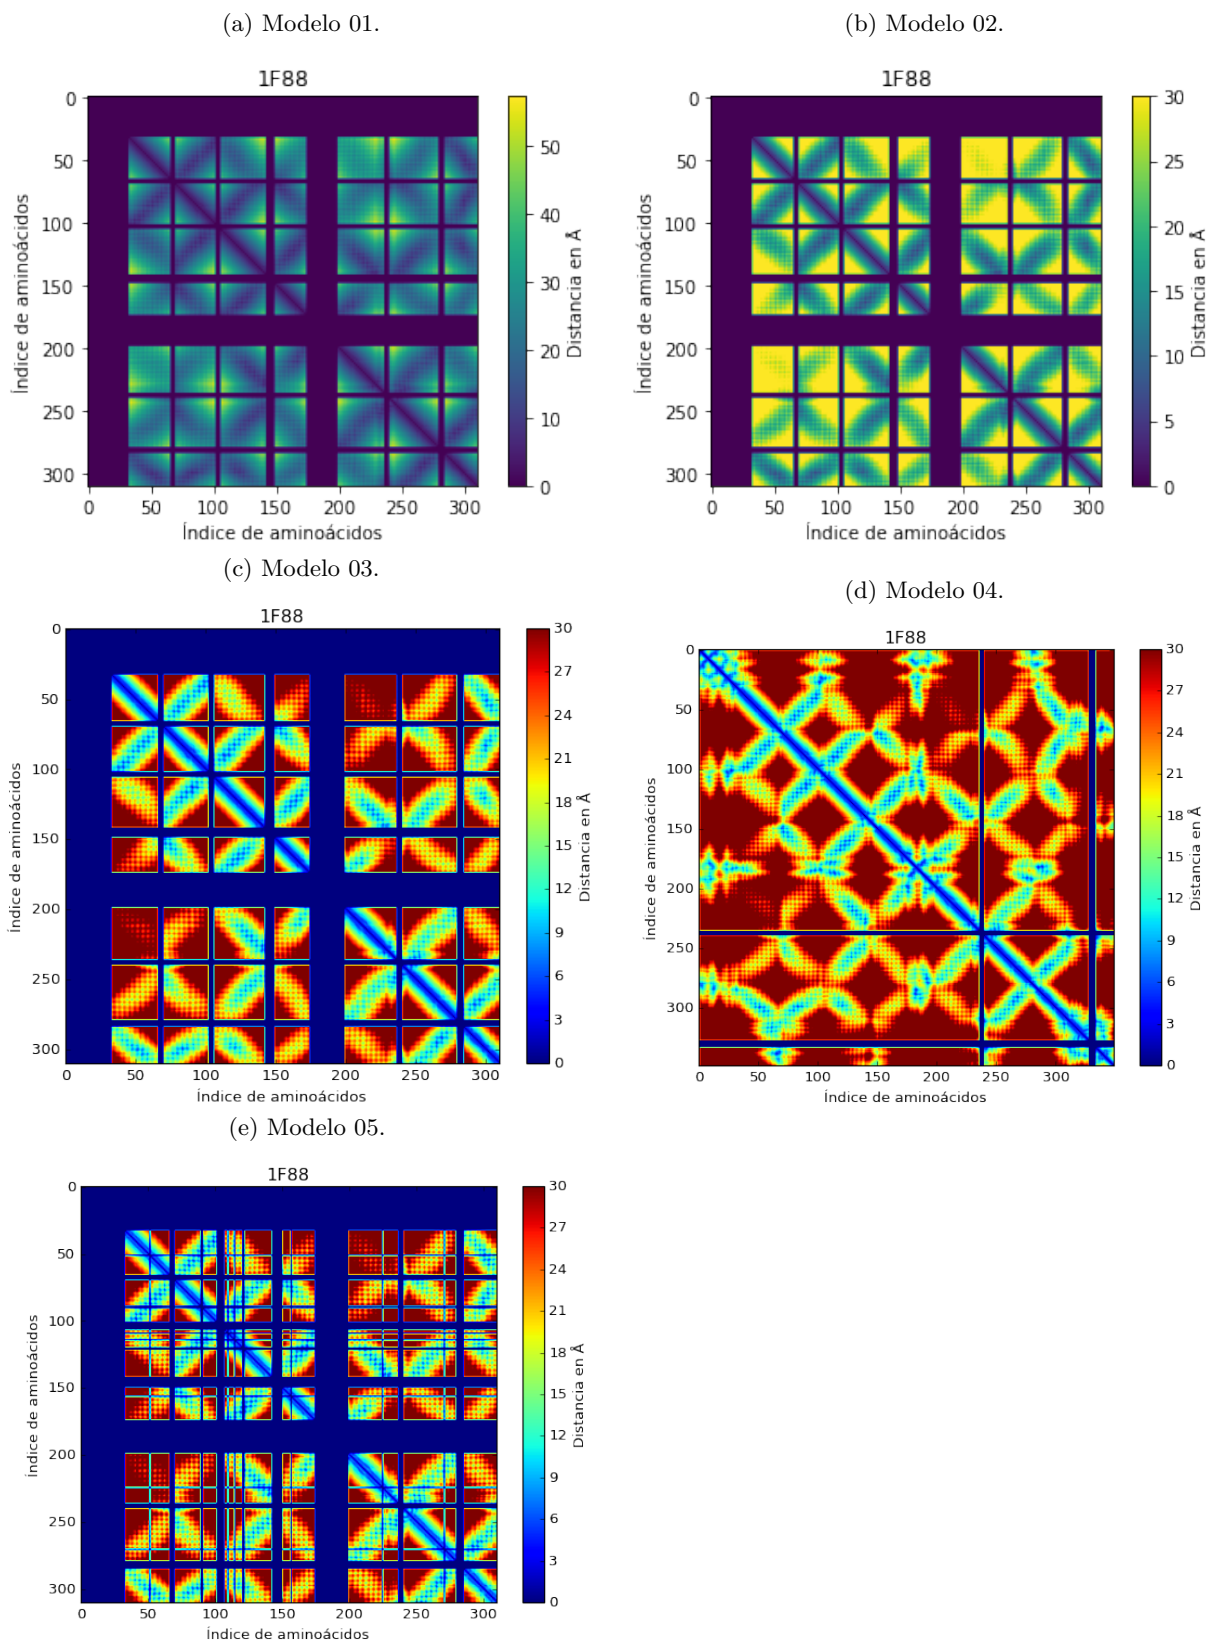 (a) Modelo 01.
1F88
0
50
100
150
200
250
300
Índice de aminoácidos
0 50 100 150 200 250 300
Índice de aminoácidos
50
40
30
20
10
0
Distancia en Å
(b) Modelo 02.
1F88
0
50
100
150
200
250
300
Índice de aminoácidos
0 50 100 150 200 250 300
Índice de aminoácidos
30
25
20
15
10
5
0
Distancia en Å
(c) Modelo 03.
1F88
0
50
100
150
200
250
300
Índice de aminoácidos
0 50 100 150 200 250 300
Índice de aminoácidos
30
27
24
21
18
15
12
9
6
3
0
Distancia en Å
(d) Modelo 04.
1F88
0
50
100
150
200
250
300
Índice de aminoácidos
0 50 100 150 200 250 300
Índice de aminoácidos
30
27
24
21
18
15
12
9
6
3
0
Distancia en Å
(e) Modelo 05.
1F88
0
50
100
150
200
250
300
Índice de aminoácidos
0 50 100 150 200 250 300
Índice de aminoácidos
30
27
24
21
18
15
12
9
6
3
0
Distancia en Å